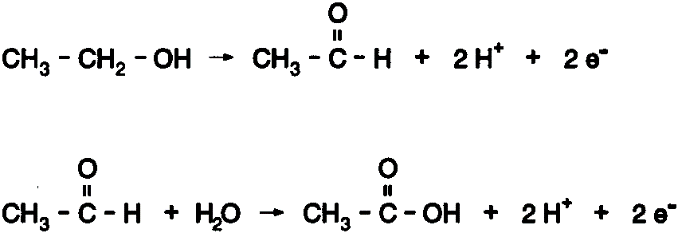 O
CH₃ – CH₂ – OH → CH₃ – C – H + 2 H⁺ + 2 e⁻
O O
CH₃ – C – H + H₂O → CH₃ – C – OH + 2 H⁺ + 2 e⁻